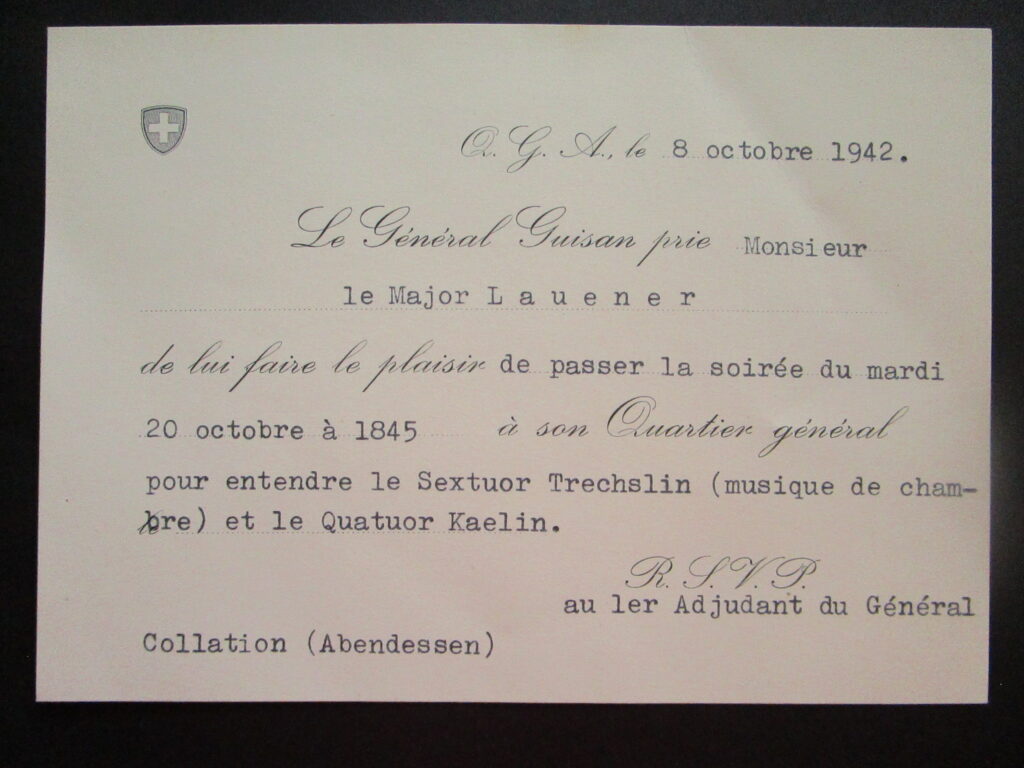 Q. G. A., le 8 octobre 1942.
Le Général Guisan prie Monsieur
le Major L a u e n e r
de lui faire le plaisir de passer la soirée du mardi
20 octobre à 1845 à son Quartier général
pour entendre le Sextuor Trechslin (musique de cham-
bre) et le Quatuor Kaelin.
R. S. V. P.
au 1er Adjudant du Général
Collation (Abendessen)